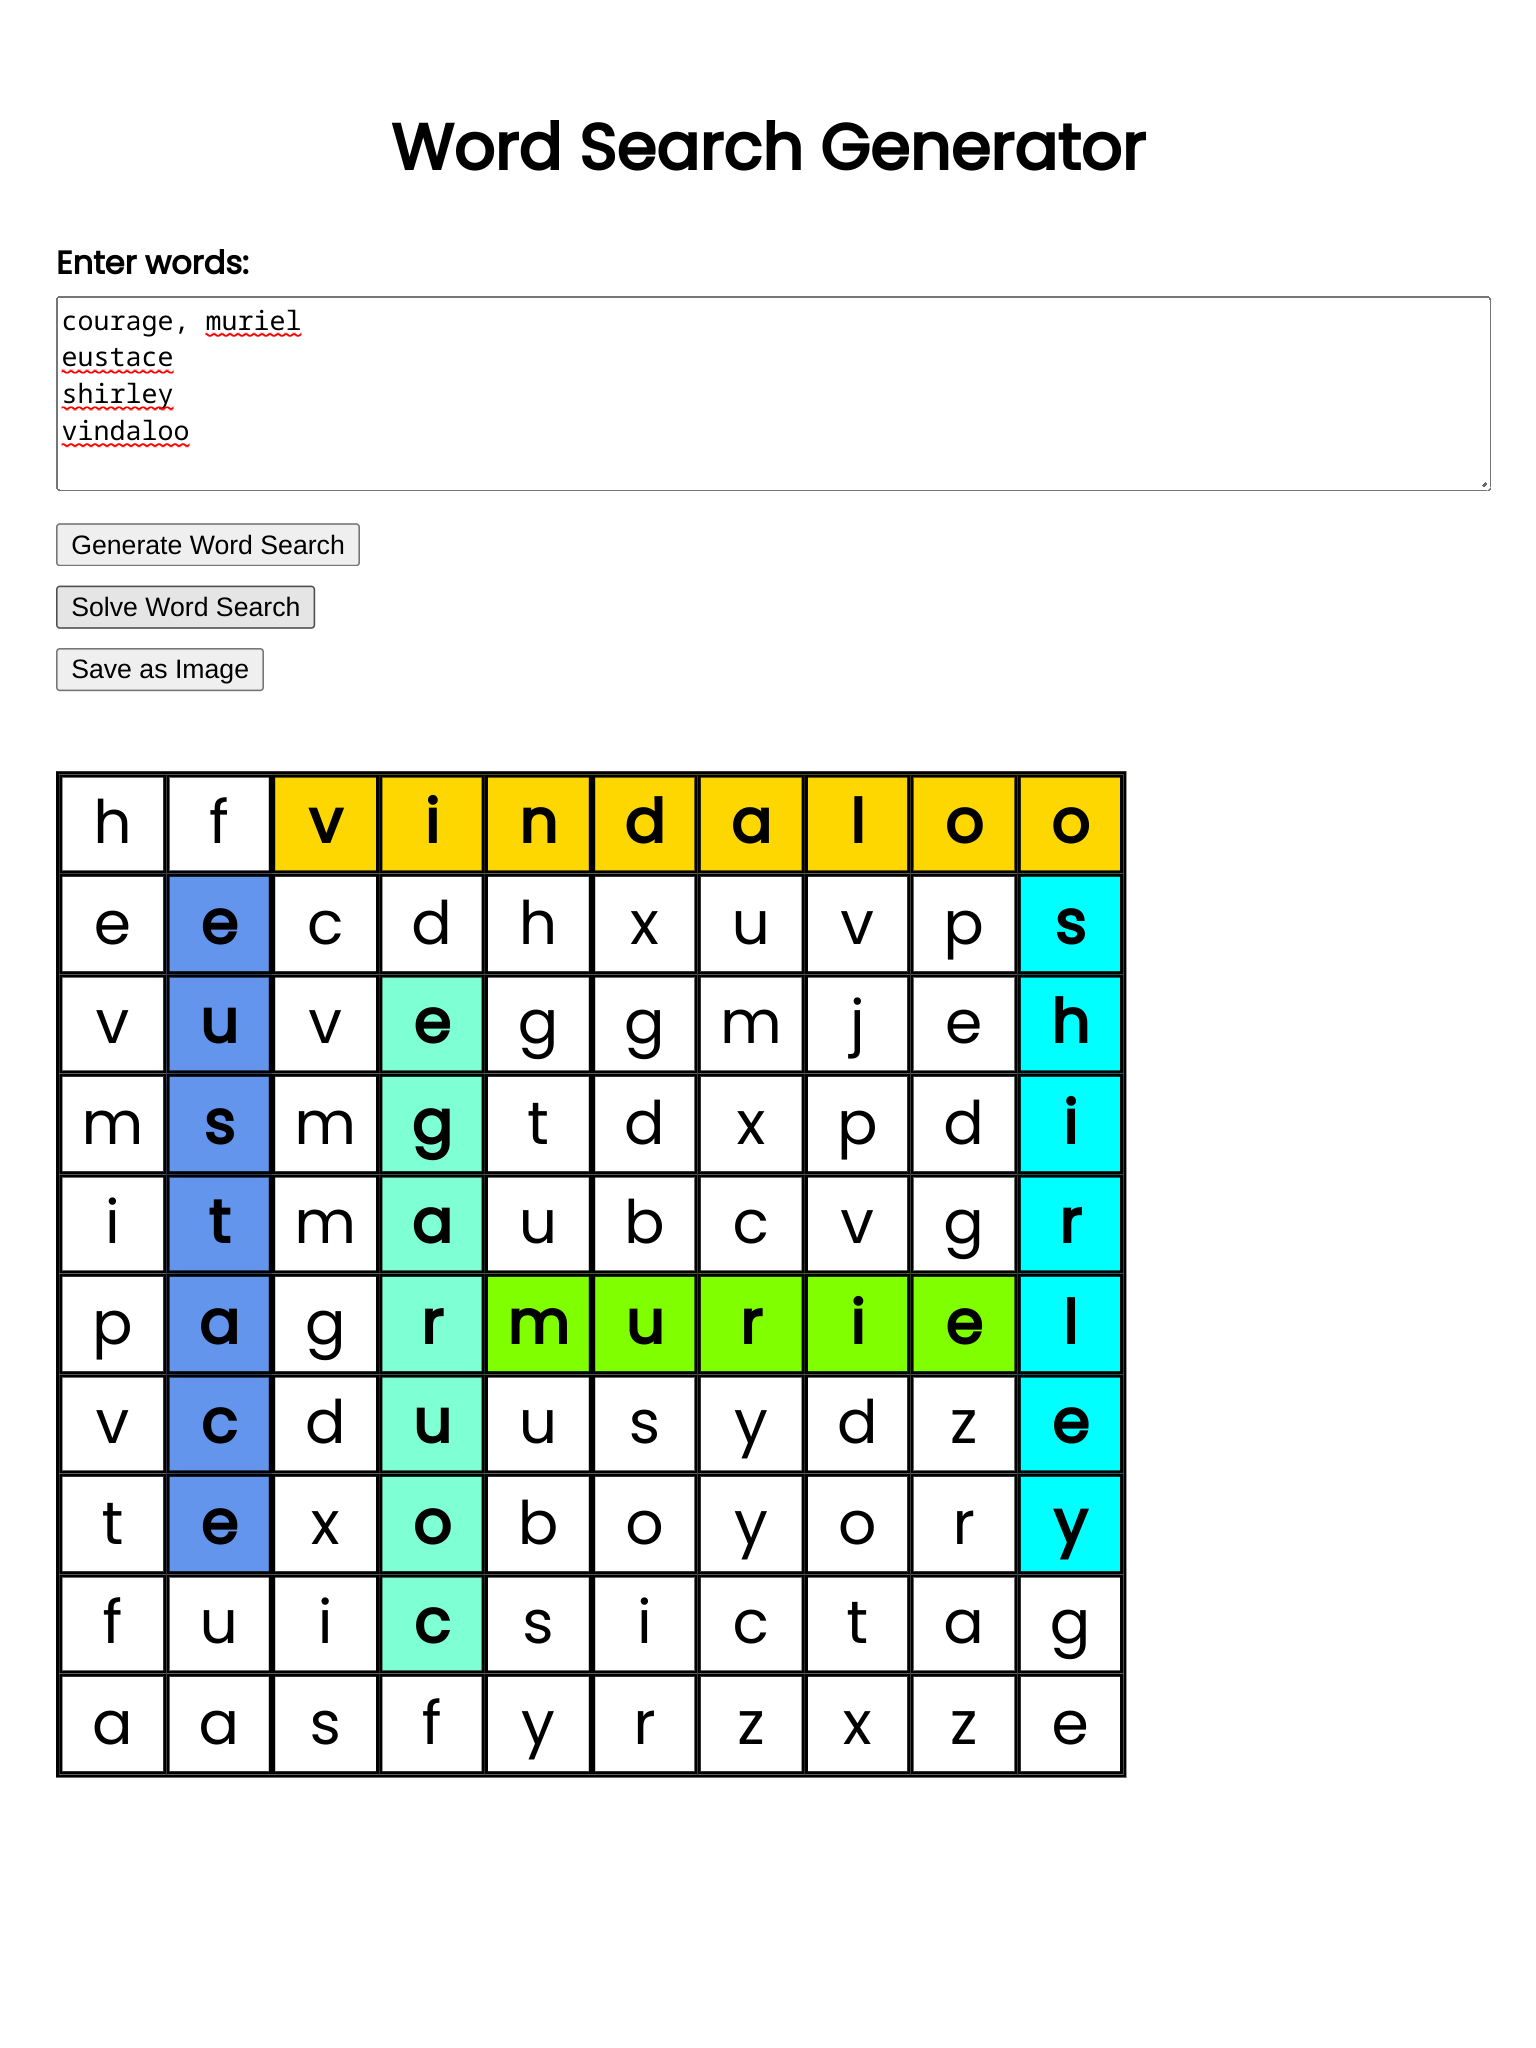 Word Search Generator
Enter words:
courage, muriel
eustace
shirley
vindaloo
Generate Word Search
Solve Word Search
Save as Image
h f v i n d a l o o
e e c d h x u v p s
v u v e g g m j e h
m s m g t d x p d i
i t m a u b c v g r
p a g r m u r i e l
v c d u u s y d z e
t e x o b o y o r y
f u i c s i c t a g
a a s f y r z x z e